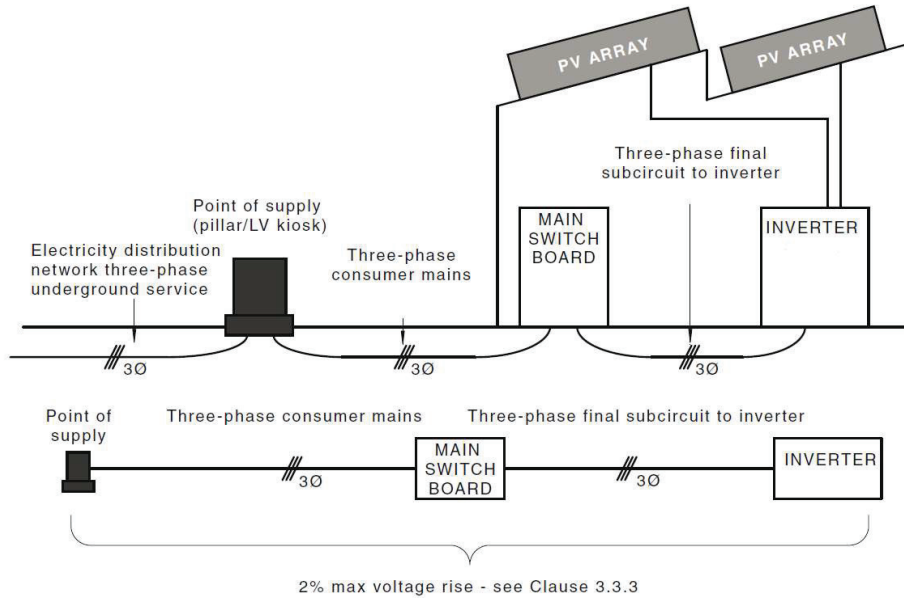 PV ARRAY
PV ARRAY
Three-phase final
subcircuit to inverter
Point of supply
(pillar/LV kiosk)
MAIN
SWITCH
BOARD
INVERTER
Electricity distribution
network three-phase
underground service
Three-phase
consumer mains
3Ø
3Ø
3Ø
Point of
supply
Three-phase consumer mains
Three-phase final subcircuit to inverter
MAIN
SWITCH
BOARD
INVERTER
3Ø
3Ø
2% max voltage rise - see Clause 3.3.3